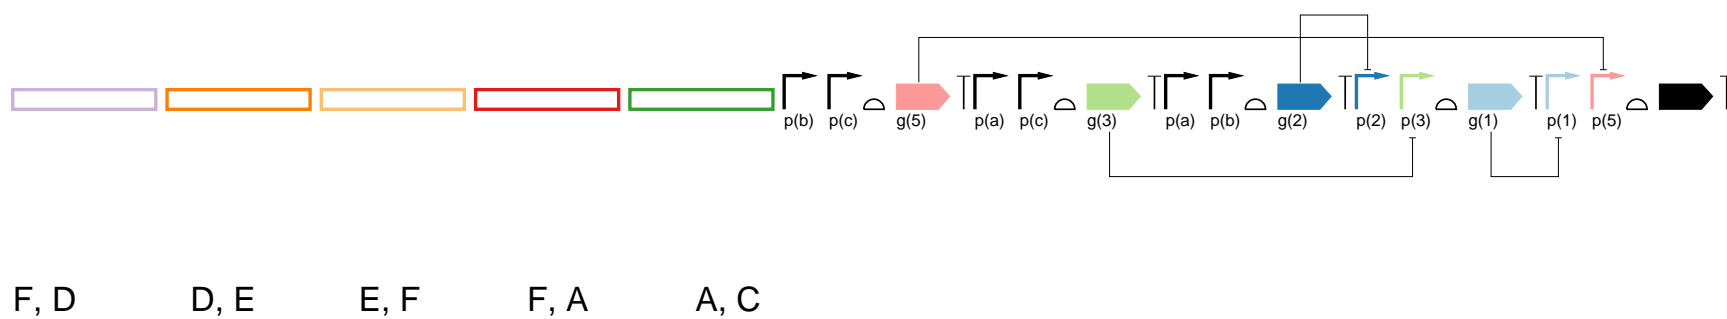 p(b) p(c) g(5) p(a) p(c) g(3) p(a) p(b) g(2) p(2) p(3) g(1) p(1) p(5)
F, D D, E E, F F, A A, C